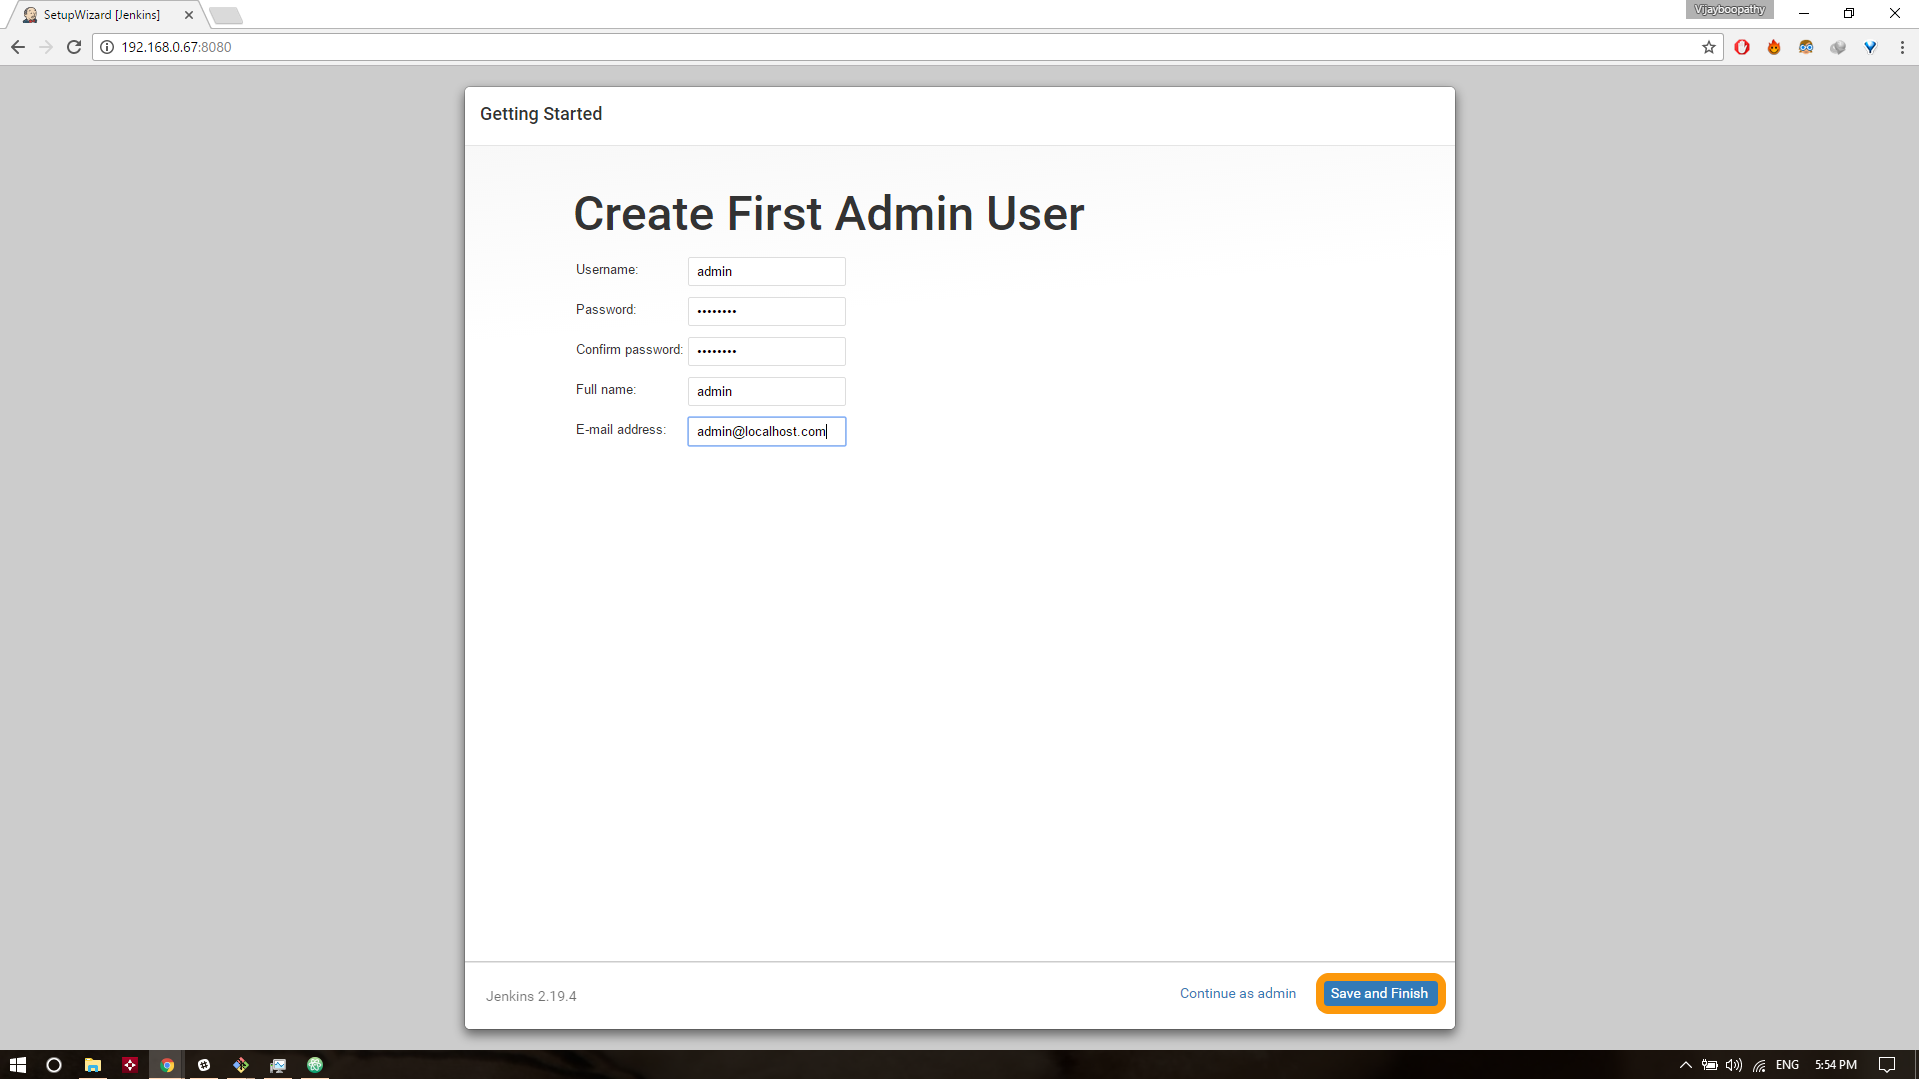 SetupWizard [Jenkins]
Vijayboopathy
192.168.0.67:8080
Getting Started
Create First Admin User
Username: admin
Password: ••••••••
Confirm password: ••••••••
Full name: admin
E-mail address: admin@localhost.com
Jenkins 2.19.4
Continue as admin
Save and Finish
ENG
5:54 PM